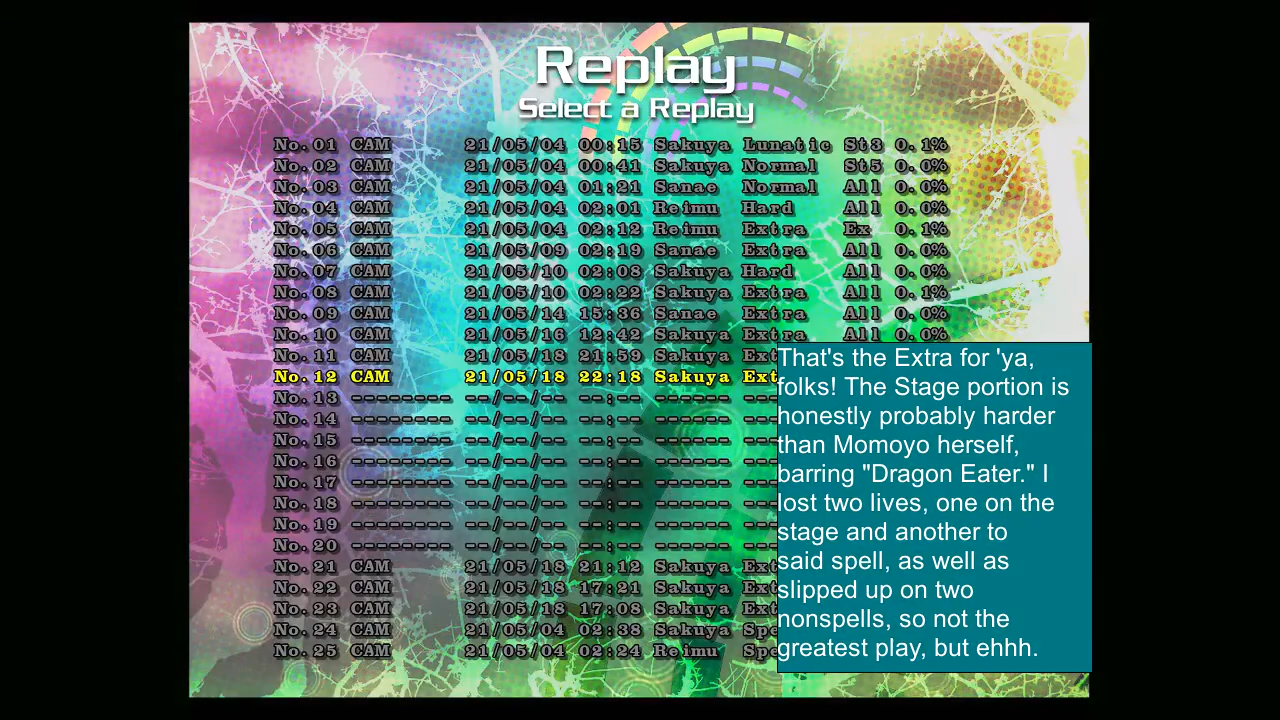 Replay
Select a Replay
No.01 CAM 21/05/04 00:15 Sakuya Lunatic St3 0.1%
No.02 CAM 21/05/04 00:41 Sakuya Normal St5 0.0%
No.03 CAM 21/05/04 01:21 Sanae Normal All 0.0%
No.04 CAM 21/05/04 02:01 Reimu Hard All 0.0%
No.05 CAM 21/05/04 02:12 Reimu Extra Ex 0.1%
No.06 CAM 21/05/09 02:19 Sanae Extra All 0.0%
No.07 CAM 21/05/10 02:08 Sakuya Hard All 0.0%
No.08 CAM 21/05/10 02:22 Sakuya Extra All 0.1%
No.09 CAM 21/05/14 15:36 Sanae Extra All 0.0%
No.10 CAM 21/05/16 12:42 Sakuya Extra All 0.0%
No.11 CAM 21/05/18 21:59 Sakuya Ext
No.12 CAM 21/05/18 22:18 Sakuya Ext
No.13 -------- --/--/-- --:-- ------ ---
No.14 -------- --/--/-- --:-- ------ ---
No.15 -------- --/--/-- --:-- ------ ---
No.16 -------- --/--/-- --:-- ------ ---
No.17 -------- --/--/-- --:-- ------ ---
No.18 -------- --/--/-- --:-- ------ ---
No.19 -------- --/--/-- --:-- ------ ---
No.20 -------- --/--/-- --:-- ------ ---
No.21 CAM 21/05/18 21:12 Sakuya Ext
No.22 CAM 21/05/18 17:21 Sakuya Ext
No.23 CAM 21/05/18 17:08 Sakuya Ext
No.24 CAM 21/05/04 02:38 Sakuya Spe
No.25 CAM 21/05/04 02:24 Reimu Spe
That's the Extra for 'ya,
folks! The Stage portion is
honestly probably harder
than Momoyo herself,
barring "Dragon Eater." I
lost two lives, one on the
stage and another to
said spell, as well as
slipped up on two
nonspells, so not the
greatest play, but ehhh.